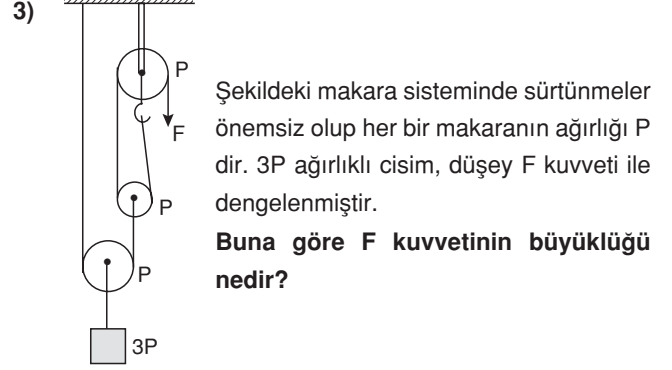 3)
P
F
P
P
3P
Şekildeki makara sisteminde sürtünmeler
önemsiz olup her bir makaranın ağırlığı P
dir. 3P ağırlıklı cisim, düşey F kuvveti ile
dengelenmiştir.
Buna göre F kuvvetinin büyüklüğü
nedir?